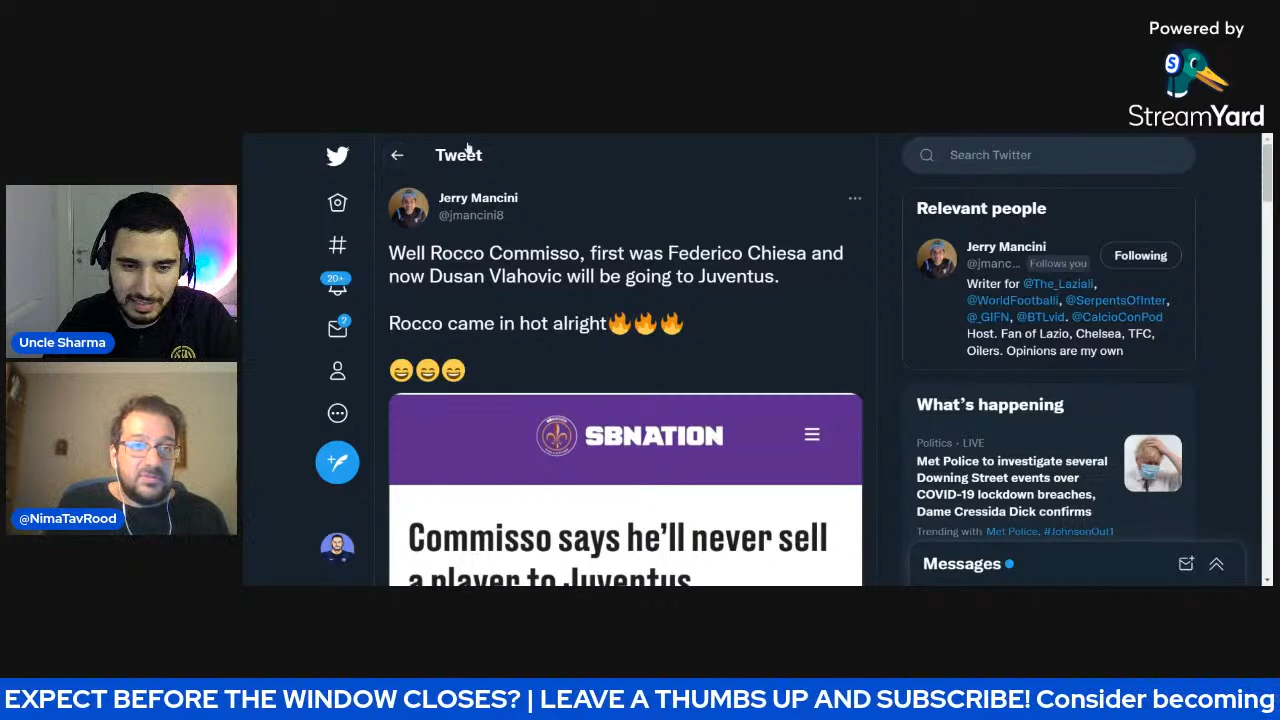 Powered by
StreamYard
Tweet
Search Twitter
Jerry Mancini
@jmancini8
Well Rocco Commisso, first was Federico Chiesa and
now Dusan Vlahovic will be going to Juventus.
Rocco came in hot alright🔥🔥🔥
😄😄😄
SBNATION
Commisso says he'll never sell
a player to Juventus
20+
2
Relevant people
Jerry Mancini
@jmanc... Follows you
Following
Writer for @The_Laziali,
@WorldFootballi, @SerpentsOfInter,
@_GIFN, @BTLvid. @CalcioConPod
Host. Fan of Lazio, Chelsea, TFC,
Oilers. Opinions are my own
What's happening
Politics · LIVE
Met Police to investigate several
Downing Street events over
COVID-19 lockdown breaches,
Dame Cressida Dick confirms
Trending with Met Police, #JohnsonOut1
Messages
Uncle Sharma
@NimaTavRood
EXPECT BEFORE THE WINDOW CLOSES? | LEAVE A THUMBS UP AND SUBSCRIBE! Consider becoming